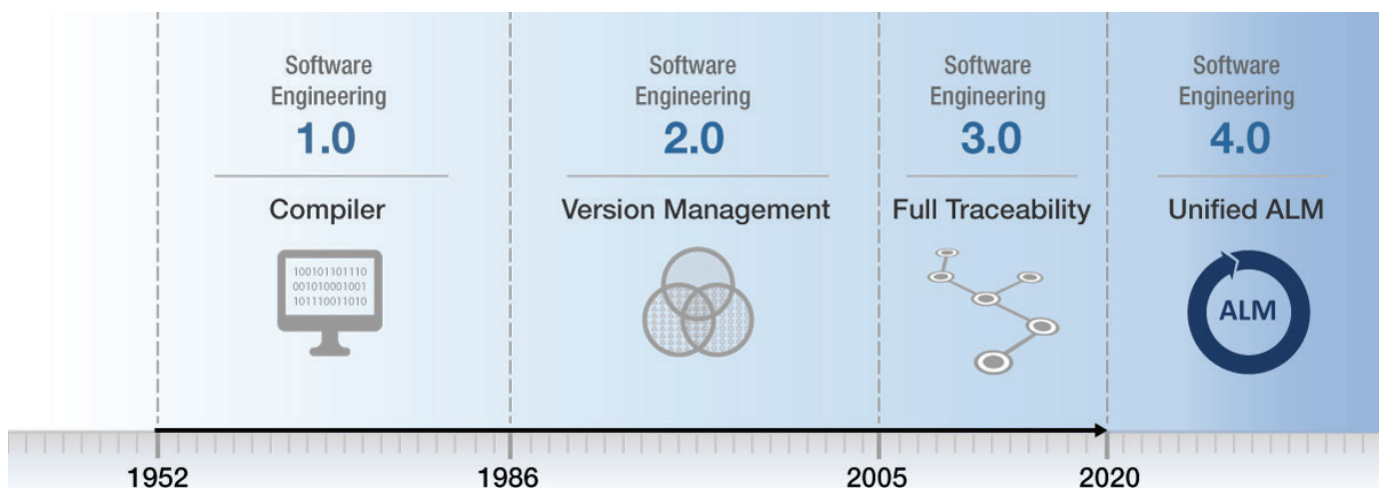 Software
Engineering
1.0
Compiler
100101101110
001010001001
101110011010
Software
Engineering
2.0
Version Management
Software
Engineering
3.0
Full Traceability
Software
Engineering
4.0
Unified ALM
ALM
1952
1986
2005
2020